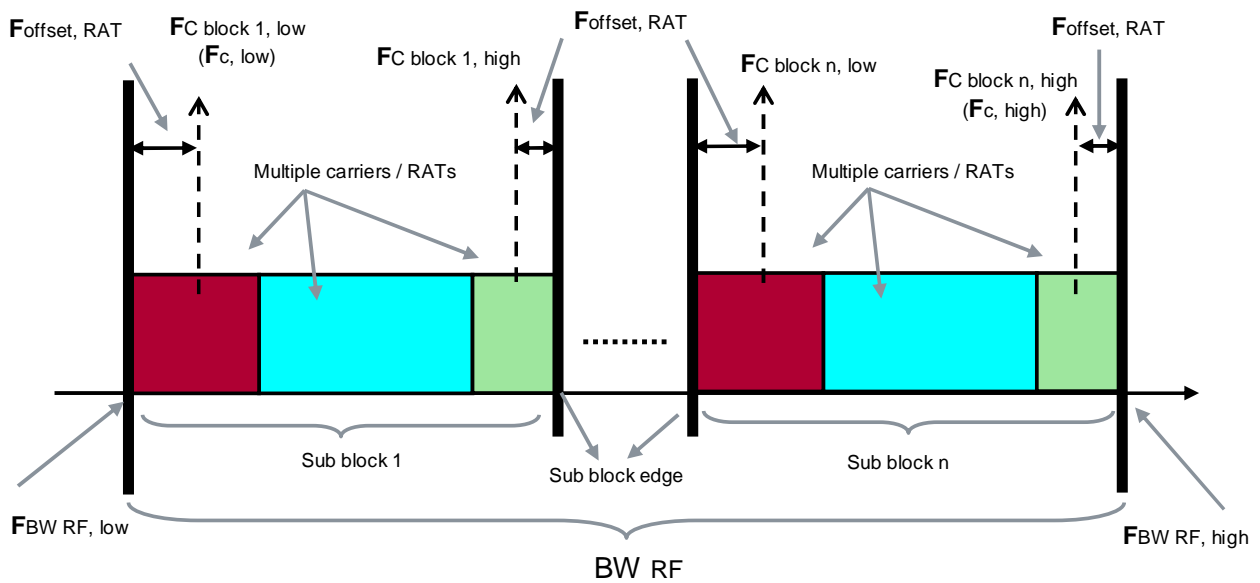 Foffset, RAT
FC block 1, low
(Fc, low)
FC block 1, high
Foffset, RAT
FC block n, low
Foffset, RAT
FC block n, high
(Fc, high)
Multiple carriers / RATs
Multiple carriers / RATs
Sub block 1
Sub block edge
Sub block n
FBW RF, low
FBW RF, high
BW RF